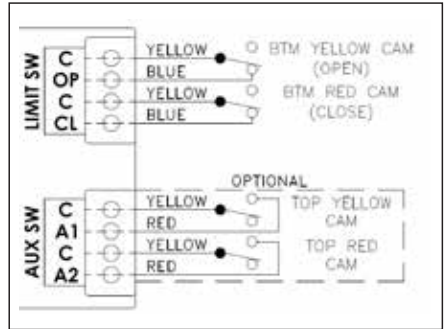 LIMIT SW
C YELLOW BTM YELLOW CAM
OP BLUE (OPEN)
C YELLOW BTM RED CAM
CL BLUE (CLOSE)
OPTIONAL
AUX SW
C YELLOW TOP YELLOW
A1 RED CAM
C YELLOW TOP RED
A2 RED CAM